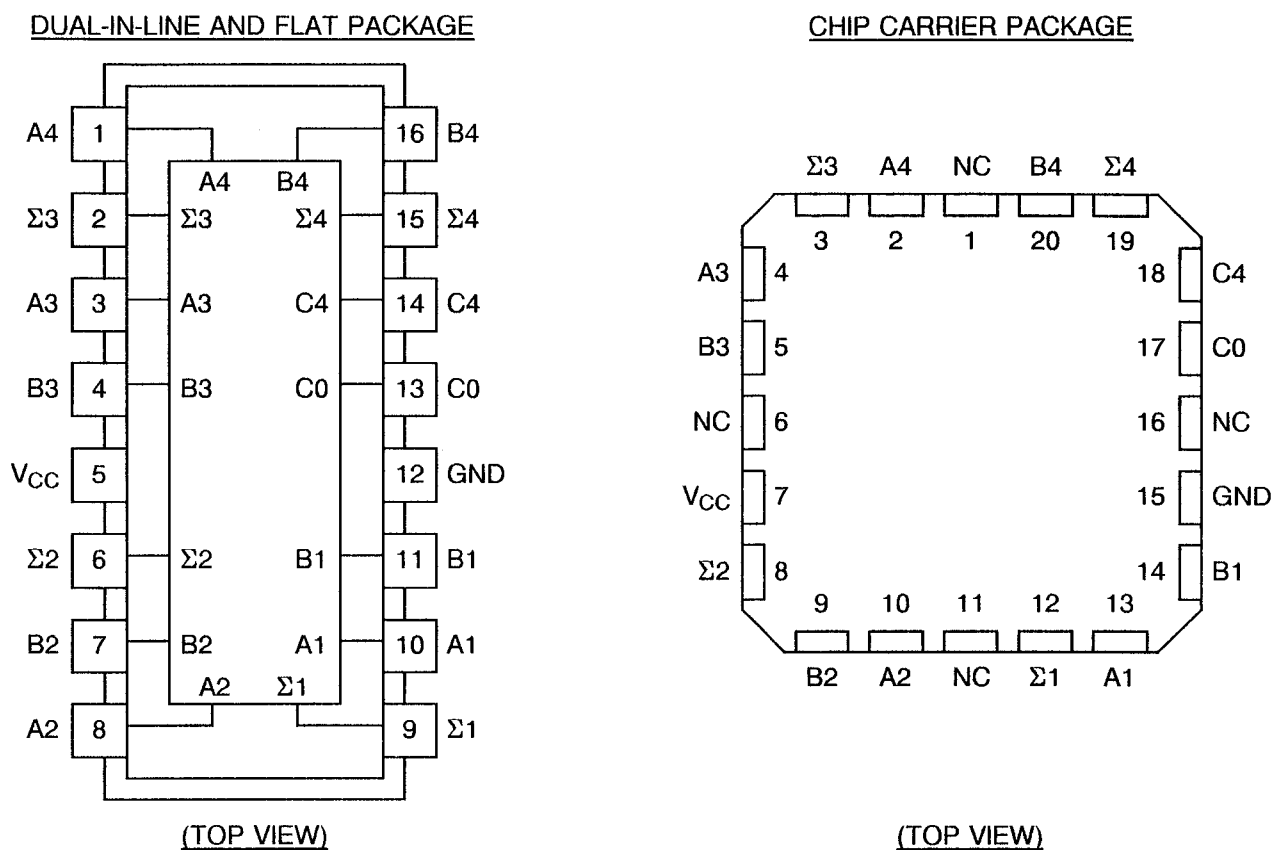 DUAL-IN-LINE AND FLAT PACKAGE
A4 1 16 B4
A4 B4
Σ3 2 Σ3 Σ4 15 Σ4
A3 3 A3 C4 14 C4
B3 4 B3 C0 13 C0
VCC 5 12 GND
Σ2 6 Σ2 B1 11 B1
B2 7 B2 A1 10 A1
A2 Σ1
A2 8 9 Σ1
(TOP VIEW)
CHIP CARRIER PACKAGE
Σ3 A4 NC B4 Σ4
3 2 1 20 19
A3 4 18 C4
B3 5 17 C0
NC 6 16 NC
VCC 7 15 GND
Σ2 8 14 B1
9 10 11 12 13
B2 A2 NC Σ1 A1
(TOP VIEW)